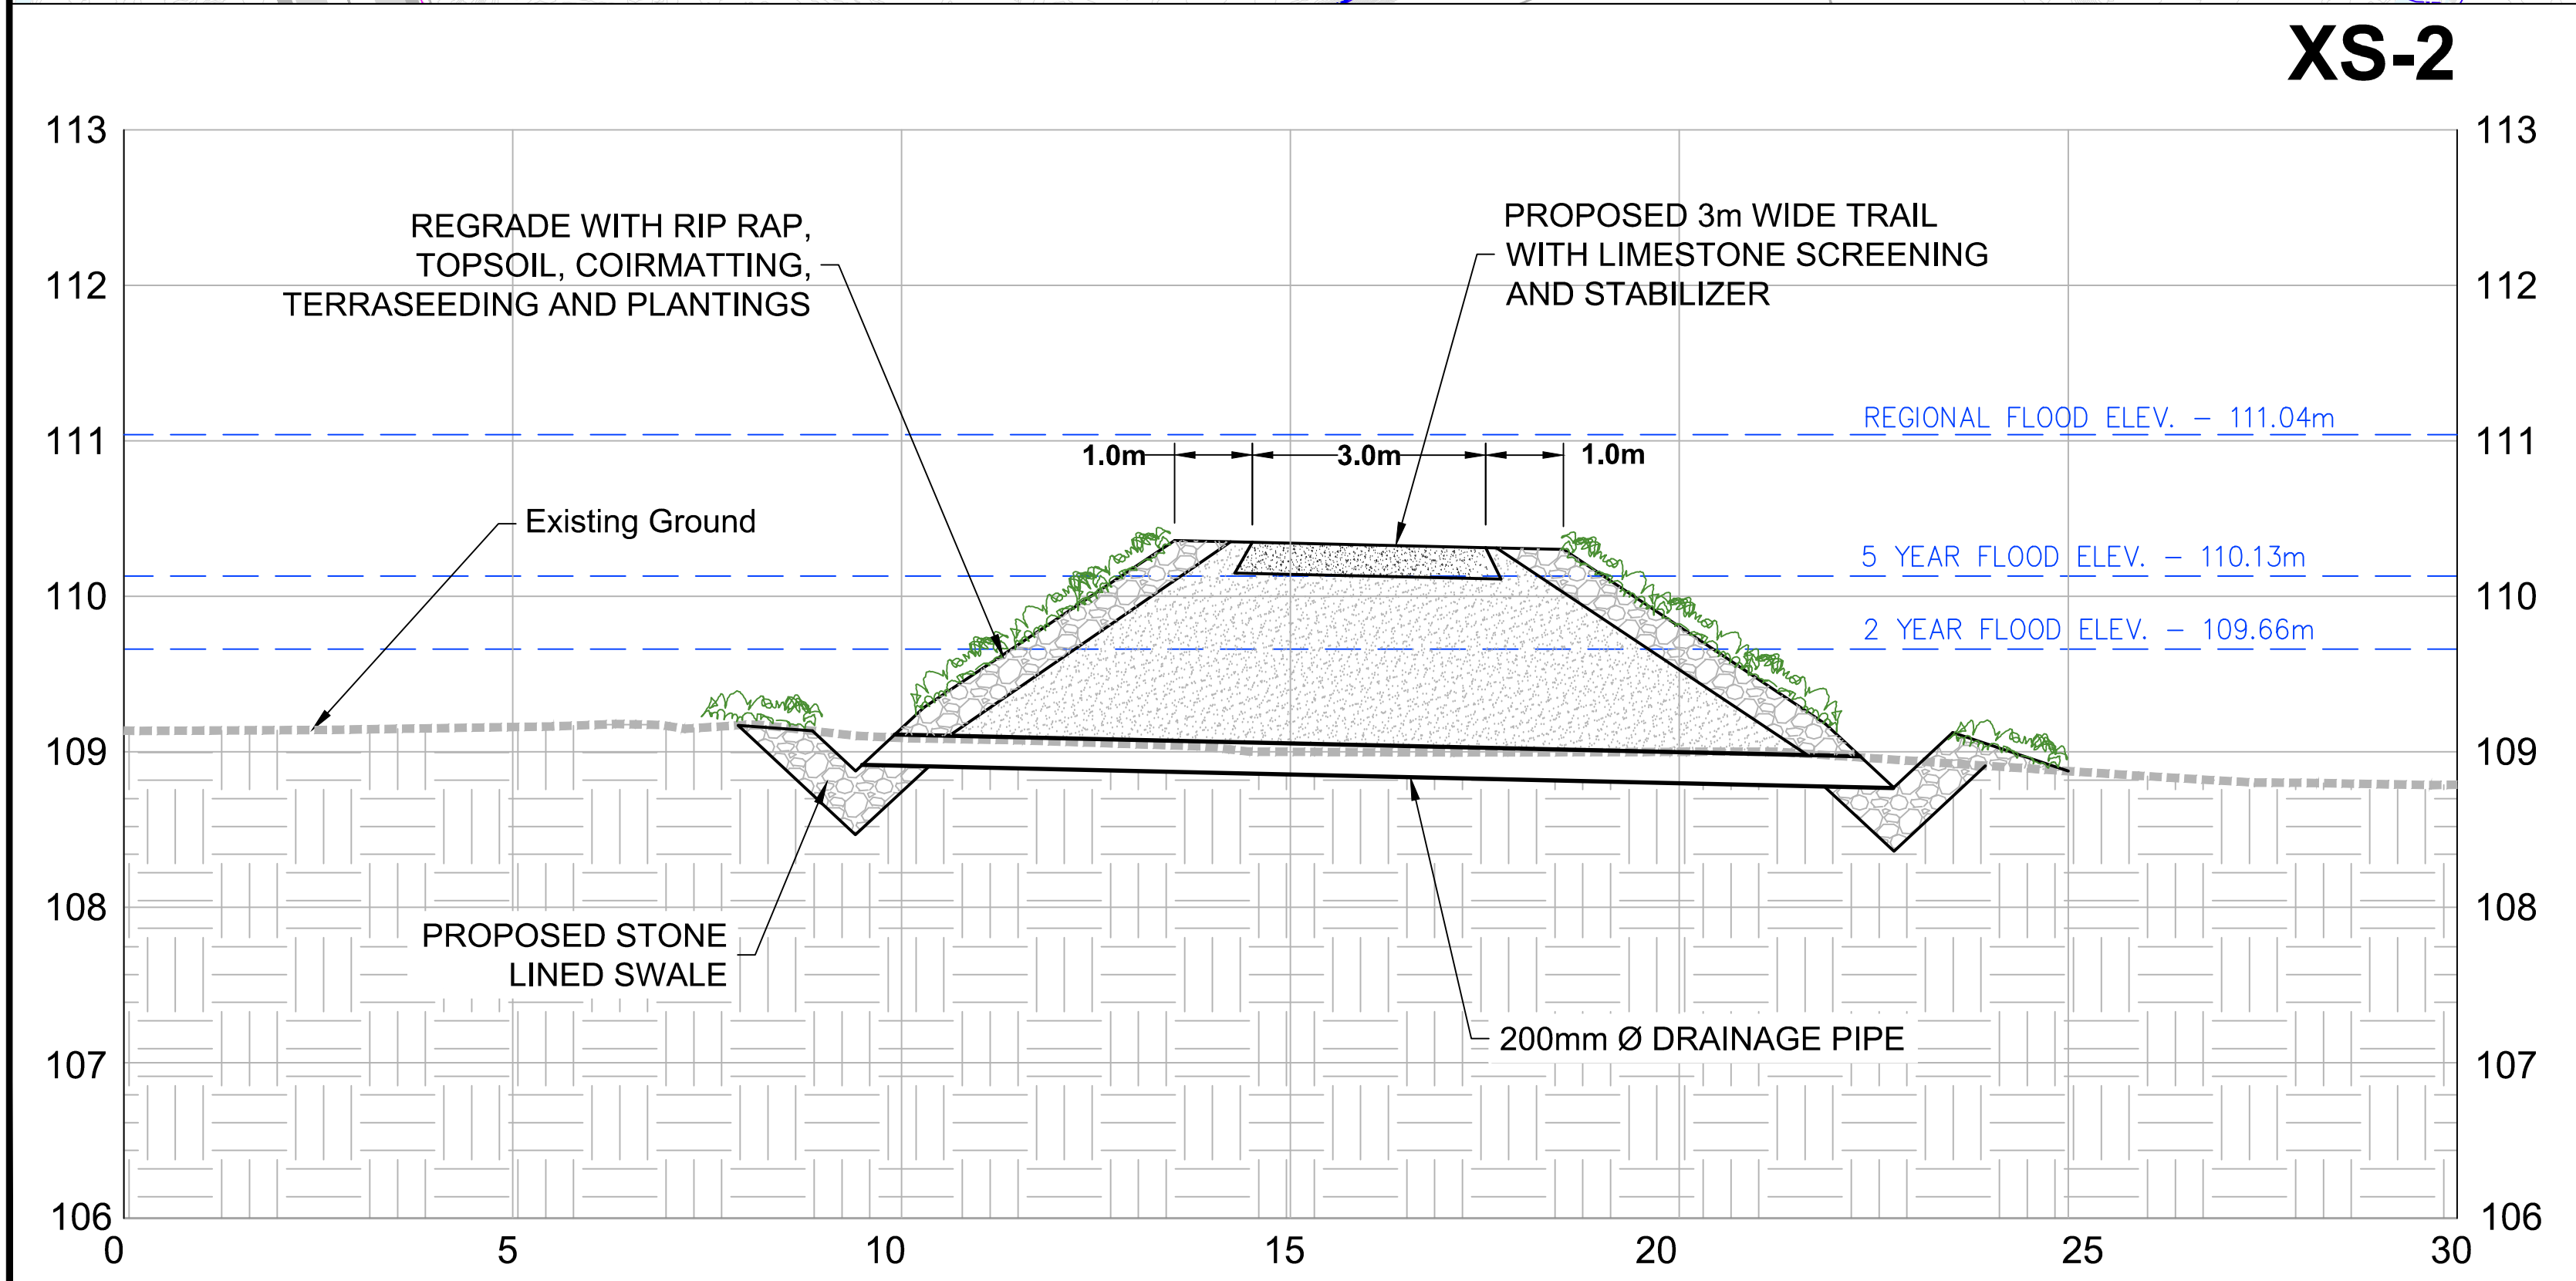 XS-2
113
113
REGRADE WITH RIP RAP,
TOPSOIL, COIRMATTING,
TERRASEEDING AND PLANTINGS
PROPOSED 3m WIDE TRAIL
WITH LIMESTONE SCREENING
AND STABILIZER
112
112
REGIONAL FLOOD ELEV. – 111.04m
111
111
1.0m
3.0m
1.0m
Existing Ground
5 YEAR FLOOD ELEV. – 110.13m
110
110
2 YEAR FLOOD ELEV. – 109.66m
109
109
108
108
PROPOSED STONE
LINED SWALE
200mm Ø DRAINAGE PIPE
107
107
106
106
0
5
10
15
20
25
30